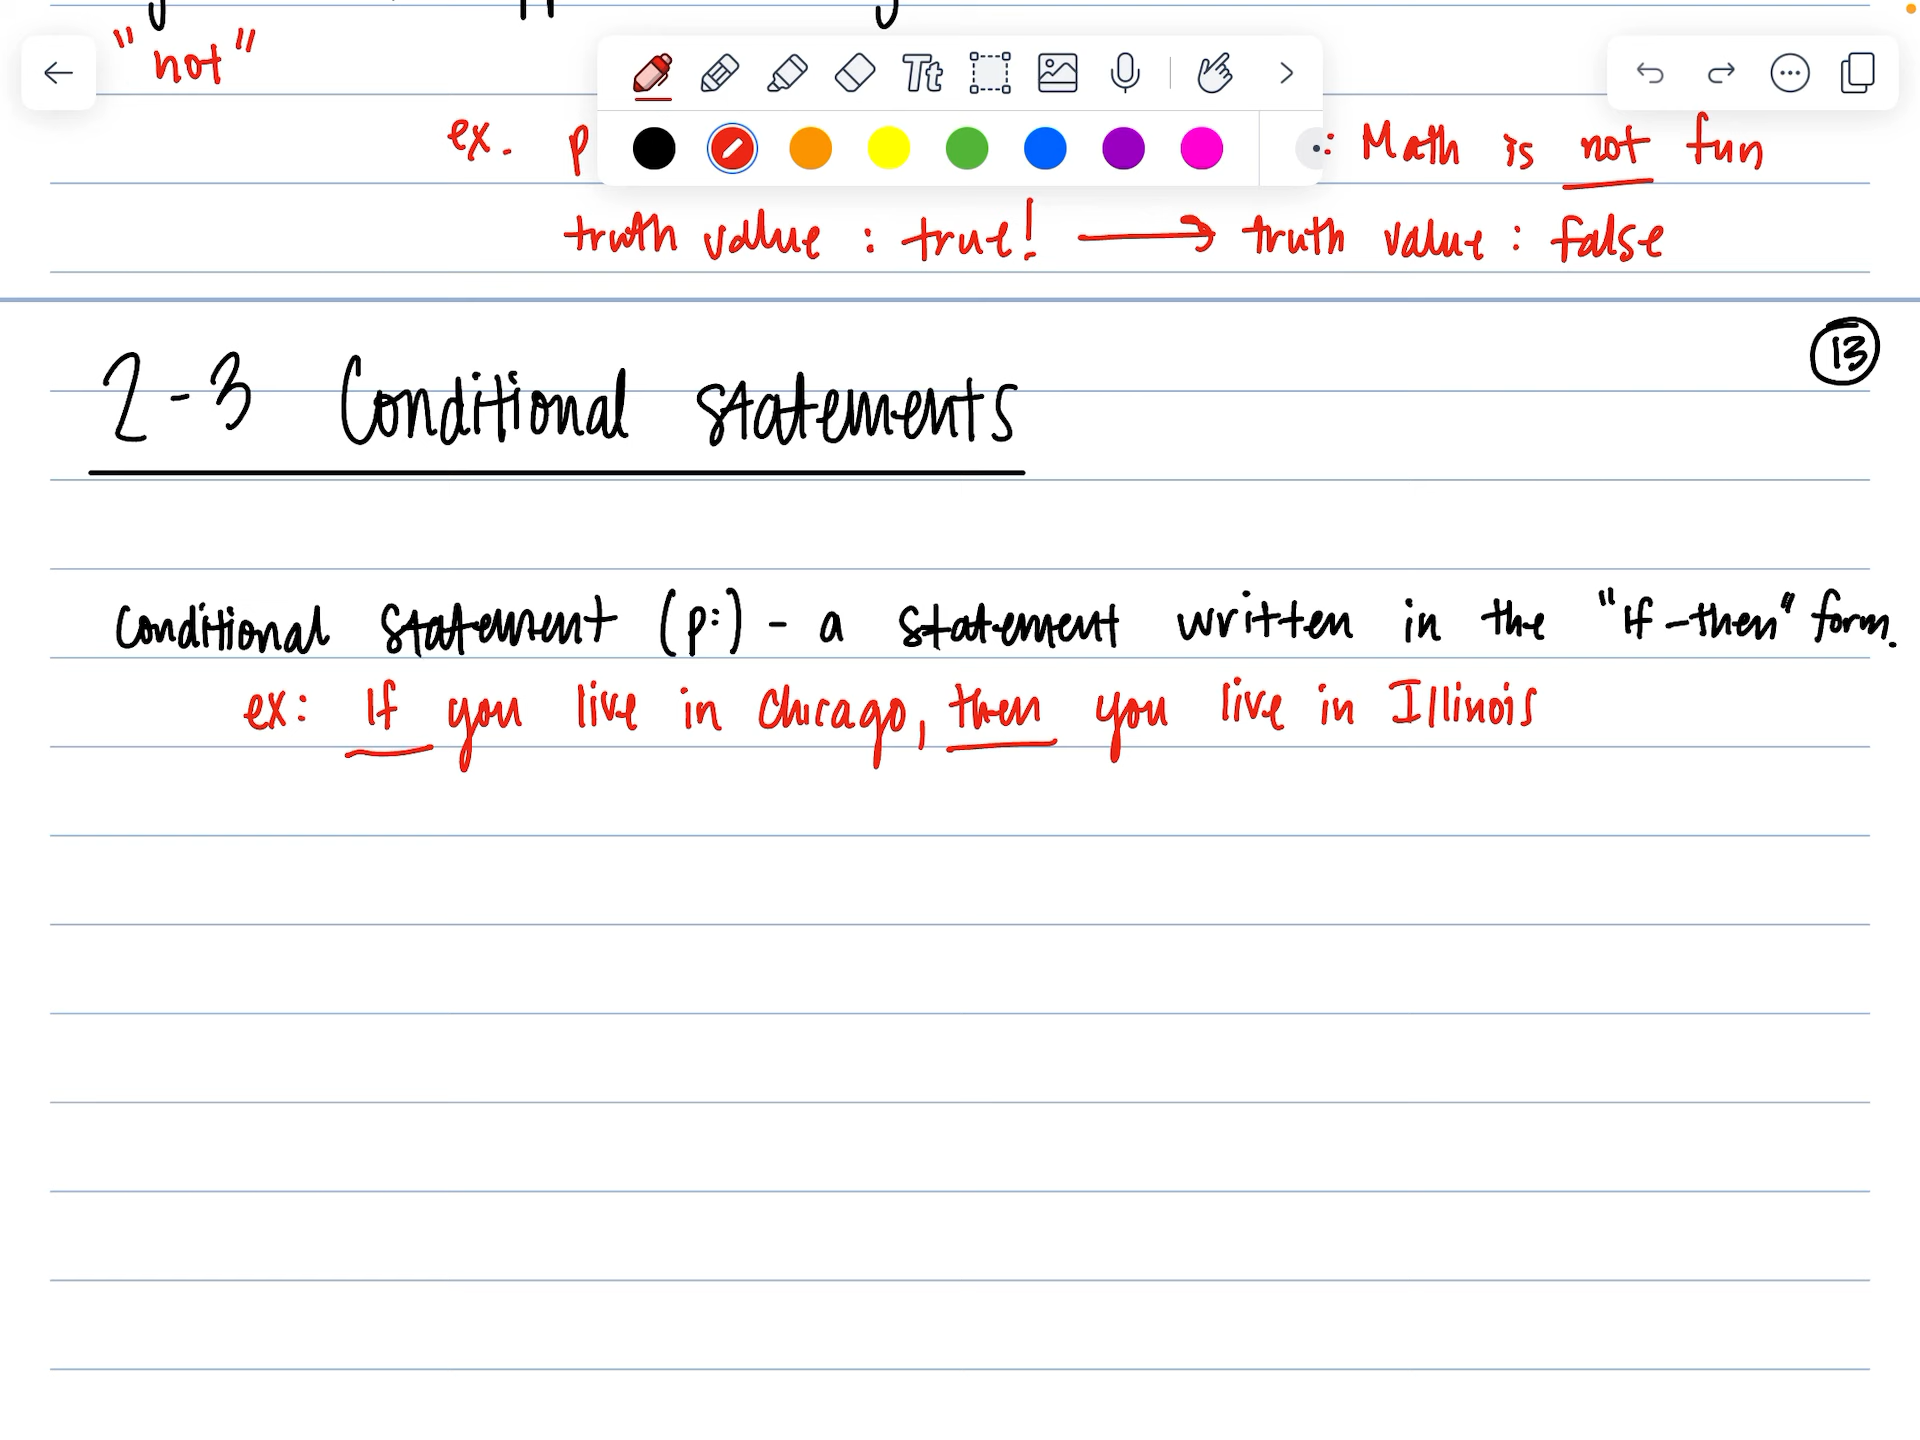 "not"
ex. p : Math is not fun
truth value : true! → truth value : false
13
2-3 Conditional statements
Conditional statement (p:) - a statement written in the "if-then" form.
ex: If you live in Chicago, then you live in Illinois
Tt